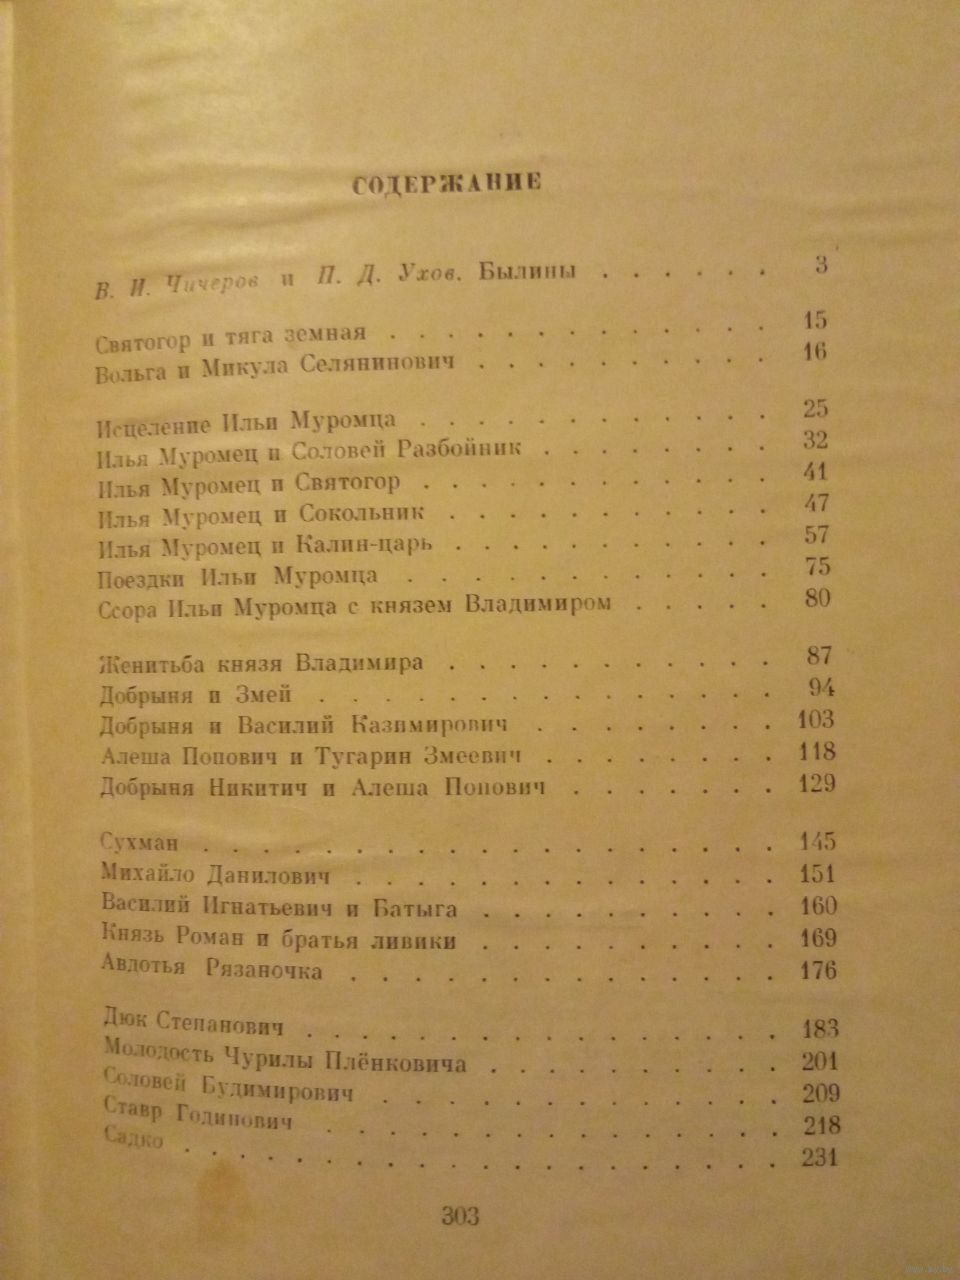 СОДЕРЖАНИЕ
В. И. Чичеров и П. Д. Ухов. Былины . . . . . . 3
Святогор и тяга земная . . . . . . . . . . . . . 15
Вольга и Микула Селянинович . . . . . . . . . . 16
Исцеление Ильи Муромца . . . . . . . . . . . . 25
Илья Муромец и Соловей Разбойник . . . . . . . . 32
Илья Муромец и Святогор . . . . . . . . . . . . 41
Илья Муромец и Сокольник . . . . . . . . . . . 47
Илья Муромец и Калин-царь . . . . . . . . . . . 57
Поездки Ильи Муромца . . . . . . . . . . . . . 75
Ссора Ильи Муромца с князем Владимиром . . . . . 80
Женитьба князя Владимира . . . . . . . . . . . 87
Добрыня и Змей . . . . . . . . . . . . . . . . 94
Добрыня и Василий Казимирович . . . . . . . . 103
Алеша Попович и Тугарин Змеевич . . . . . . . . 118
Добрыня Никитич и Алеша Попович . . . . . . . 129
Сухман . . . . . . . . . . . . . . . . . . . . 145
Михайло Данилович . . . . . . . . . . . . . . . 151
Василий Игнатьевич и Батыга . . . . . . . . . . 160
Князь Роман и братья ливики . . . . . . . . . . 169
Авдотья Рязаночка . . . . . . . . . . . . . . . 176
Дюк Степанович . . . . . . . . . . . . . . . . 183
Молодость Чурилы Плёнковича . . . . . . . . . . 201
Соловей Будимирович . . . . . . . . . . . . . . 209
Ставр Годинович . . . . . . . . . . . . . . . . 218
Садко . . . . . . . . . . . . . . . . . . . . . 231
303